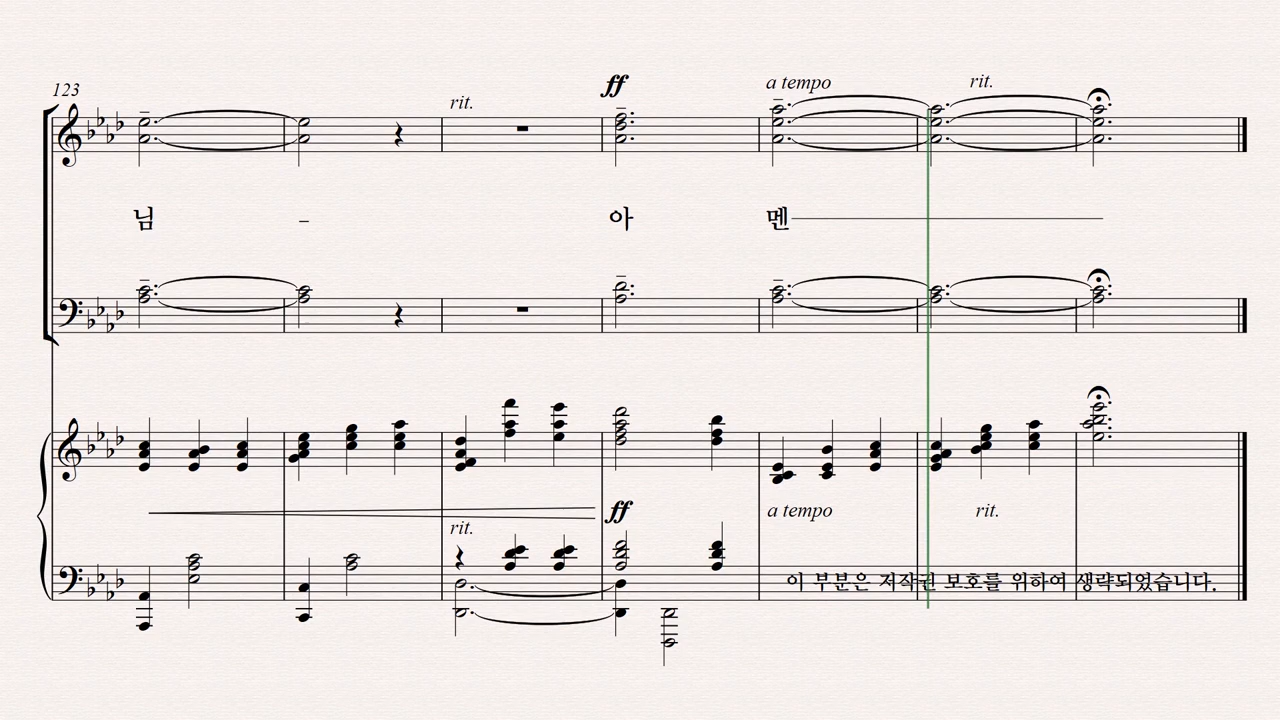 123
rit.
ff
a tempo
rit.
님 - 아 멘
ff
a tempo
rit.
rit.
이 부분은 저작권 보호를 위하여 생략되었습니다.